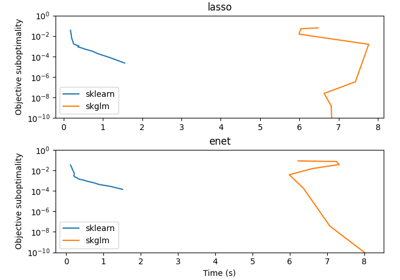 lasso
10⁰
10⁻²
10⁻⁴
10⁻⁶
10⁻⁸
10⁻¹⁰
Objective suboptimality
sklearn
skglm
0 1 2 3 4 5 6 7 8
enet
10⁰
10⁻²
10⁻⁴
10⁻⁶
10⁻⁸
10⁻¹⁰
Objective suboptimality
sklearn
skglm
0 1 2 3 4 5 6 7 8
Time (s)